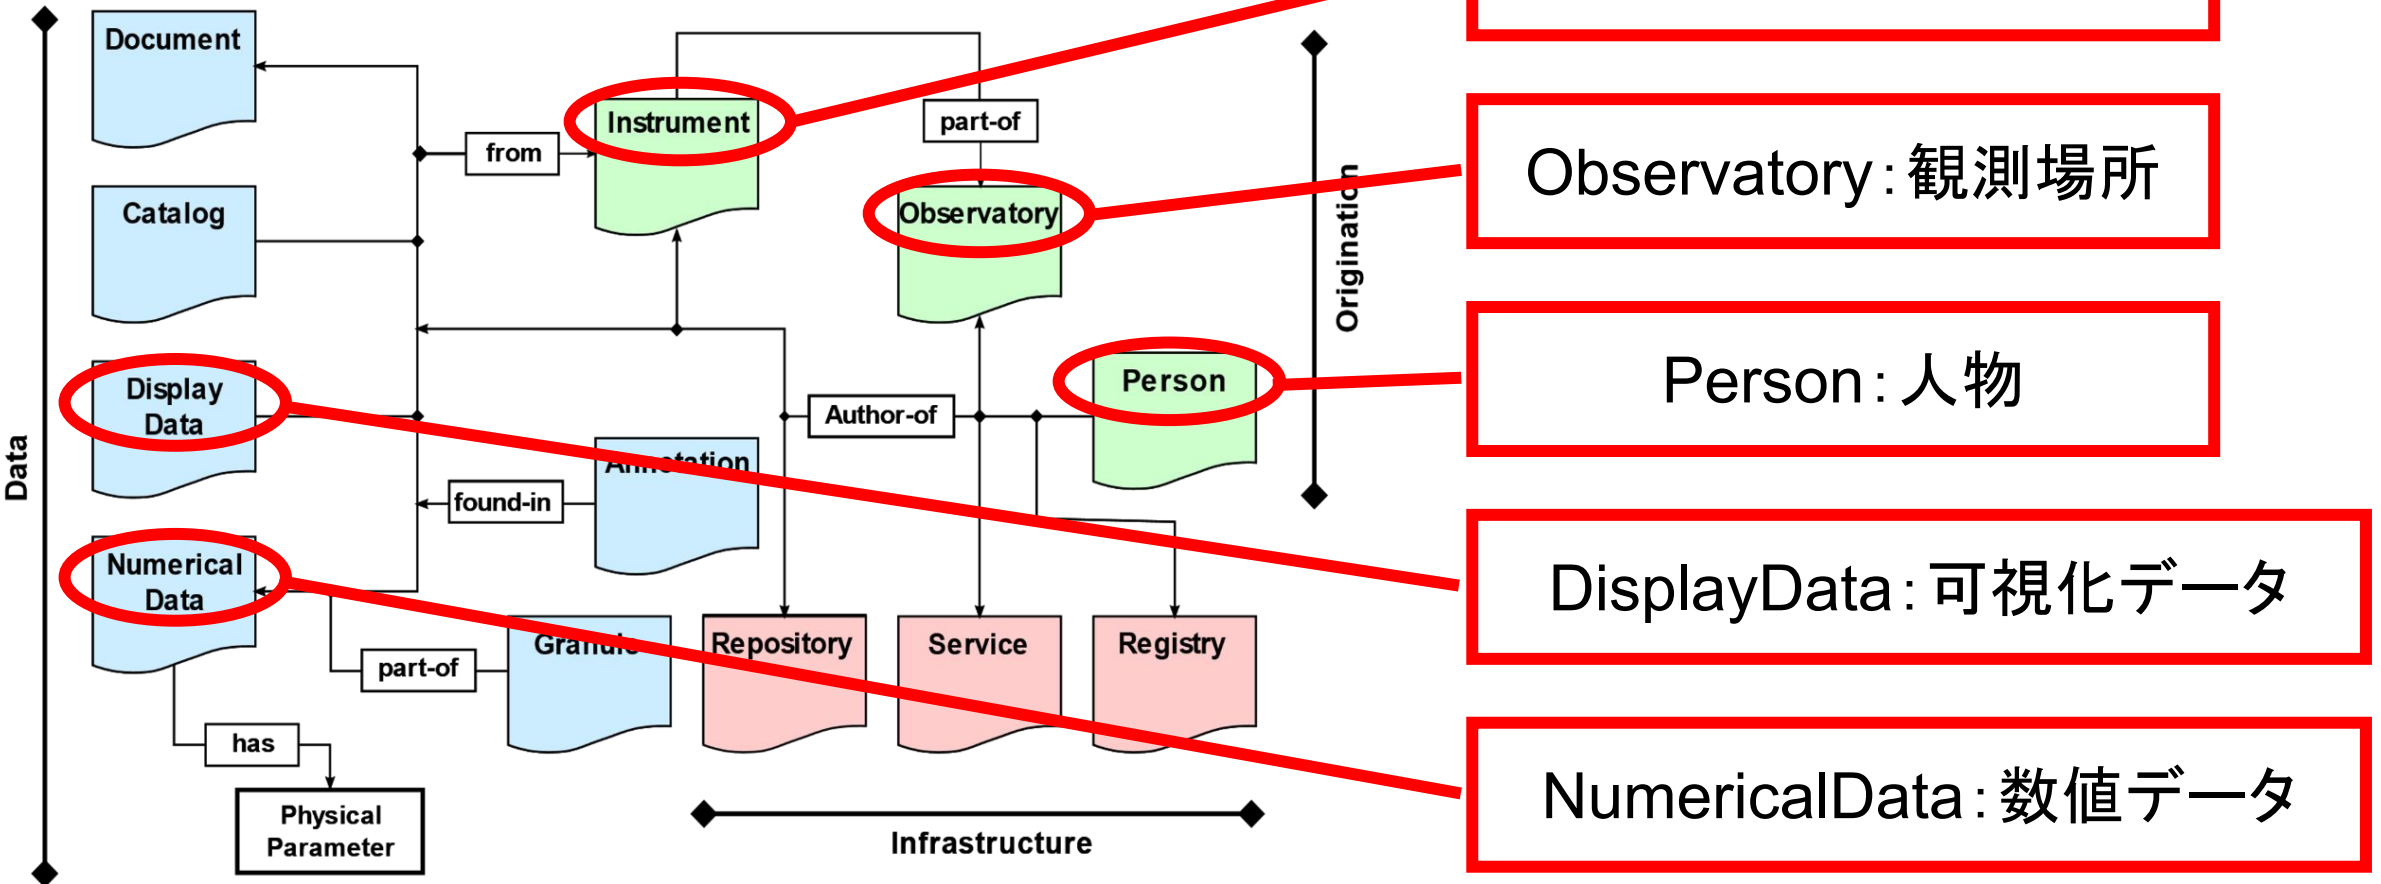 Document
Instrument
part-of
from
Catalog
Observatory
Origination
Display
Data
Author-of
Person
Annotation
found-in
Data
Numerical
Data
Granule
Repository
Service
Registry
part-of
has
Physical
Parameter
Infrastructure
Observatory：観測場所
Person：人物
DisplayData：可視化データ
NumericalData：数値データ